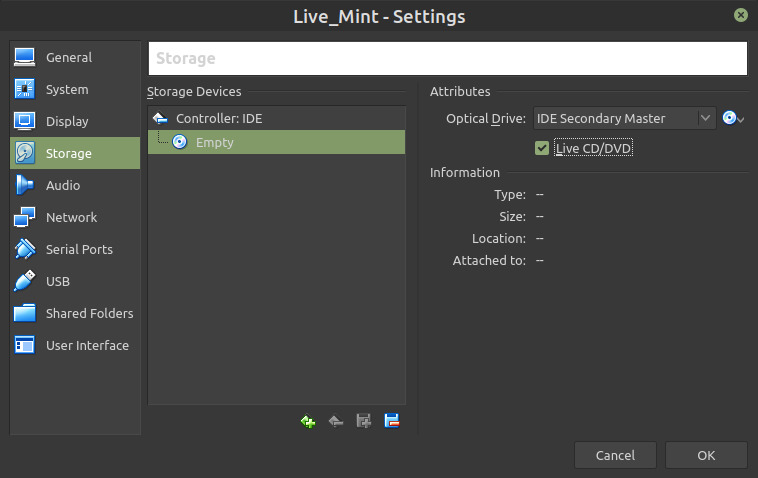 Live_Mint - Settings
General
System
Display
Storage
Audio
Network
Serial Ports
USB
Shared Folders
User Interface
Storage
Storage Devices
Controller: IDE
Empty
Attributes
Optical Drive: IDE Secondary Master
Live CD/DVD
Information
Type: --
Size: --
Location: --
Attached to: --
Cancel
OK